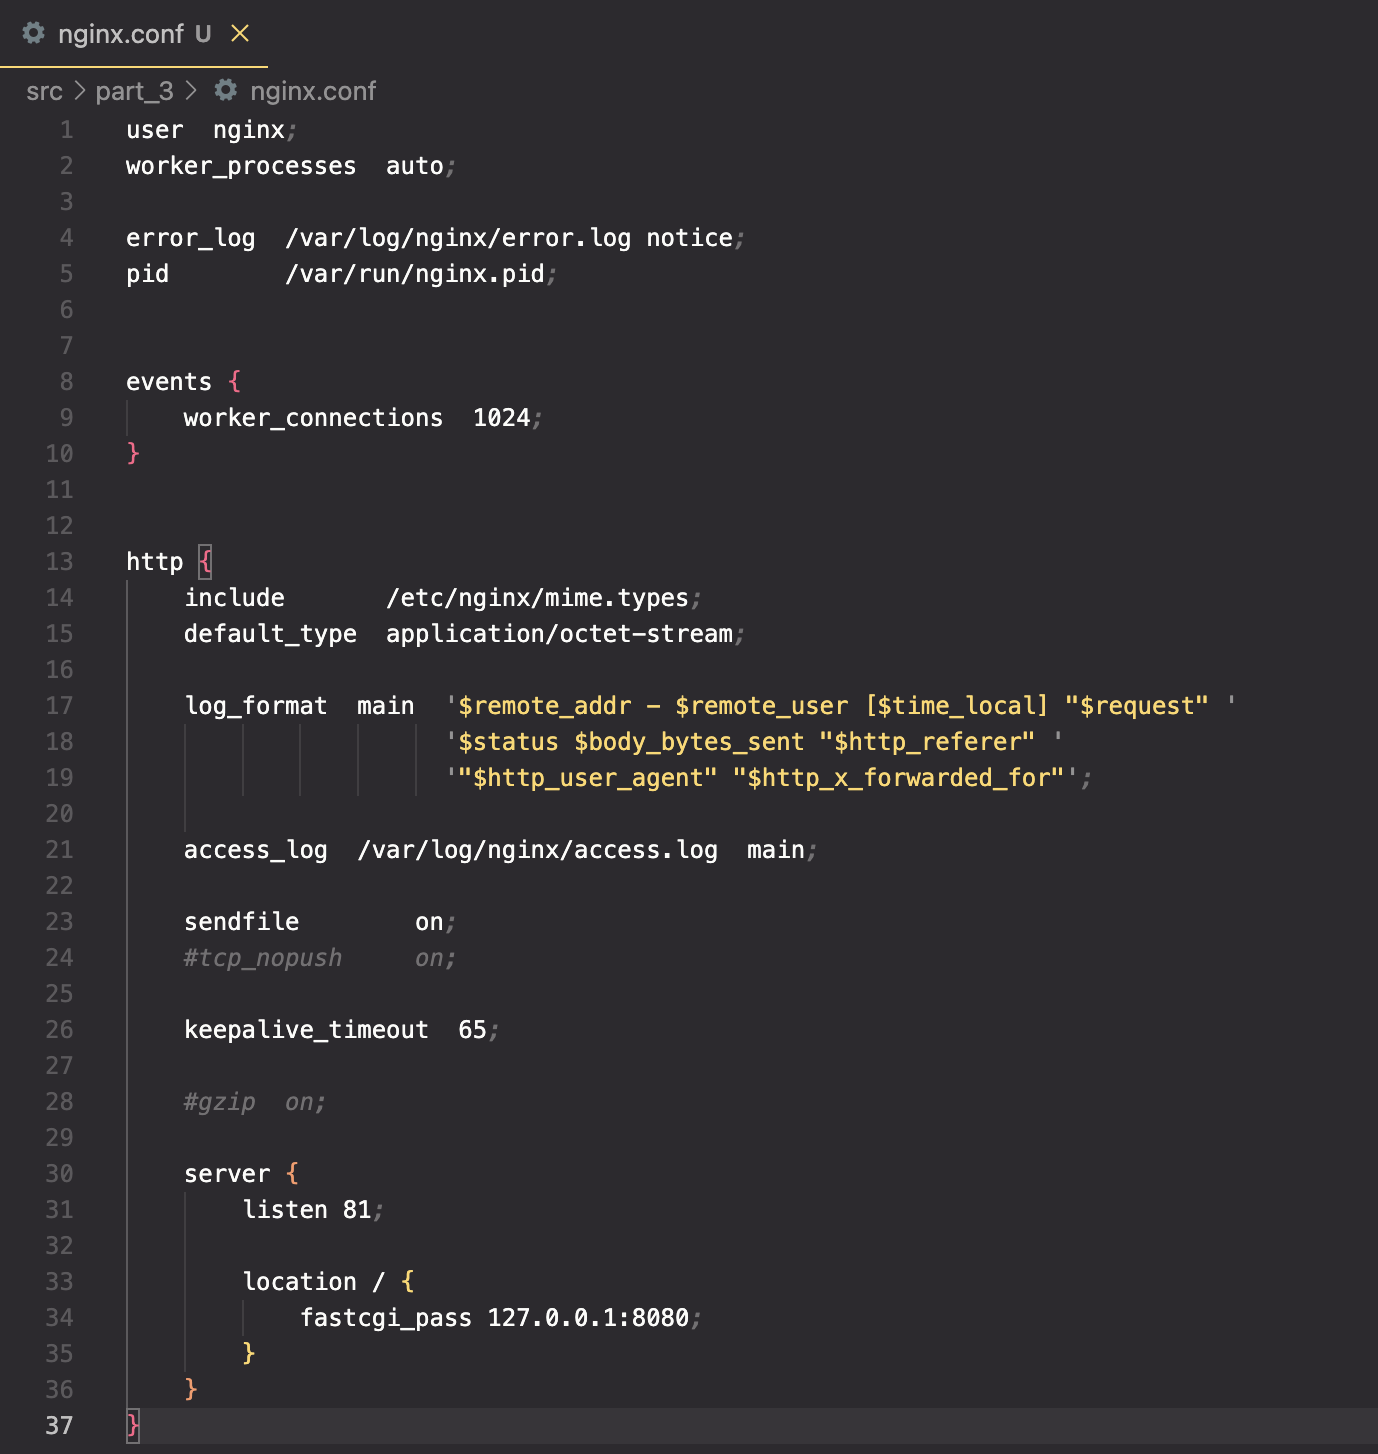 nginx.conf U
src > part_3 > nginx.conf
1 user  nginx;
2 worker_processes  auto;
3
4 error_log  /var/log/nginx/error.log notice;
5 pid        /var/run/nginx.pid;
6
7
8 events {
9     worker_connections  1024;
10 }
11
12
13 http {
14     include       /etc/nginx/mime.types;
15     default_type  application/octet-stream;
16
17     log_format  main  '$remote_addr - $remote_user [$time_local] "$request" '
18                       '$status $body_bytes_sent "$http_referer" '
19                       '"$http_user_agent" "$http_x_forwarded_for"';
20
21     access_log  /var/log/nginx/access.log  main;
22
23     sendfile        on;
24     #tcp_nopush     on;
25
26     keepalive_timeout  65;
27
28     #gzip  on;
29
30     server {
31         listen 81;
32
33         location / {
34             fastcgi_pass 127.0.0.1:8080;
35         }
36     }
37 }